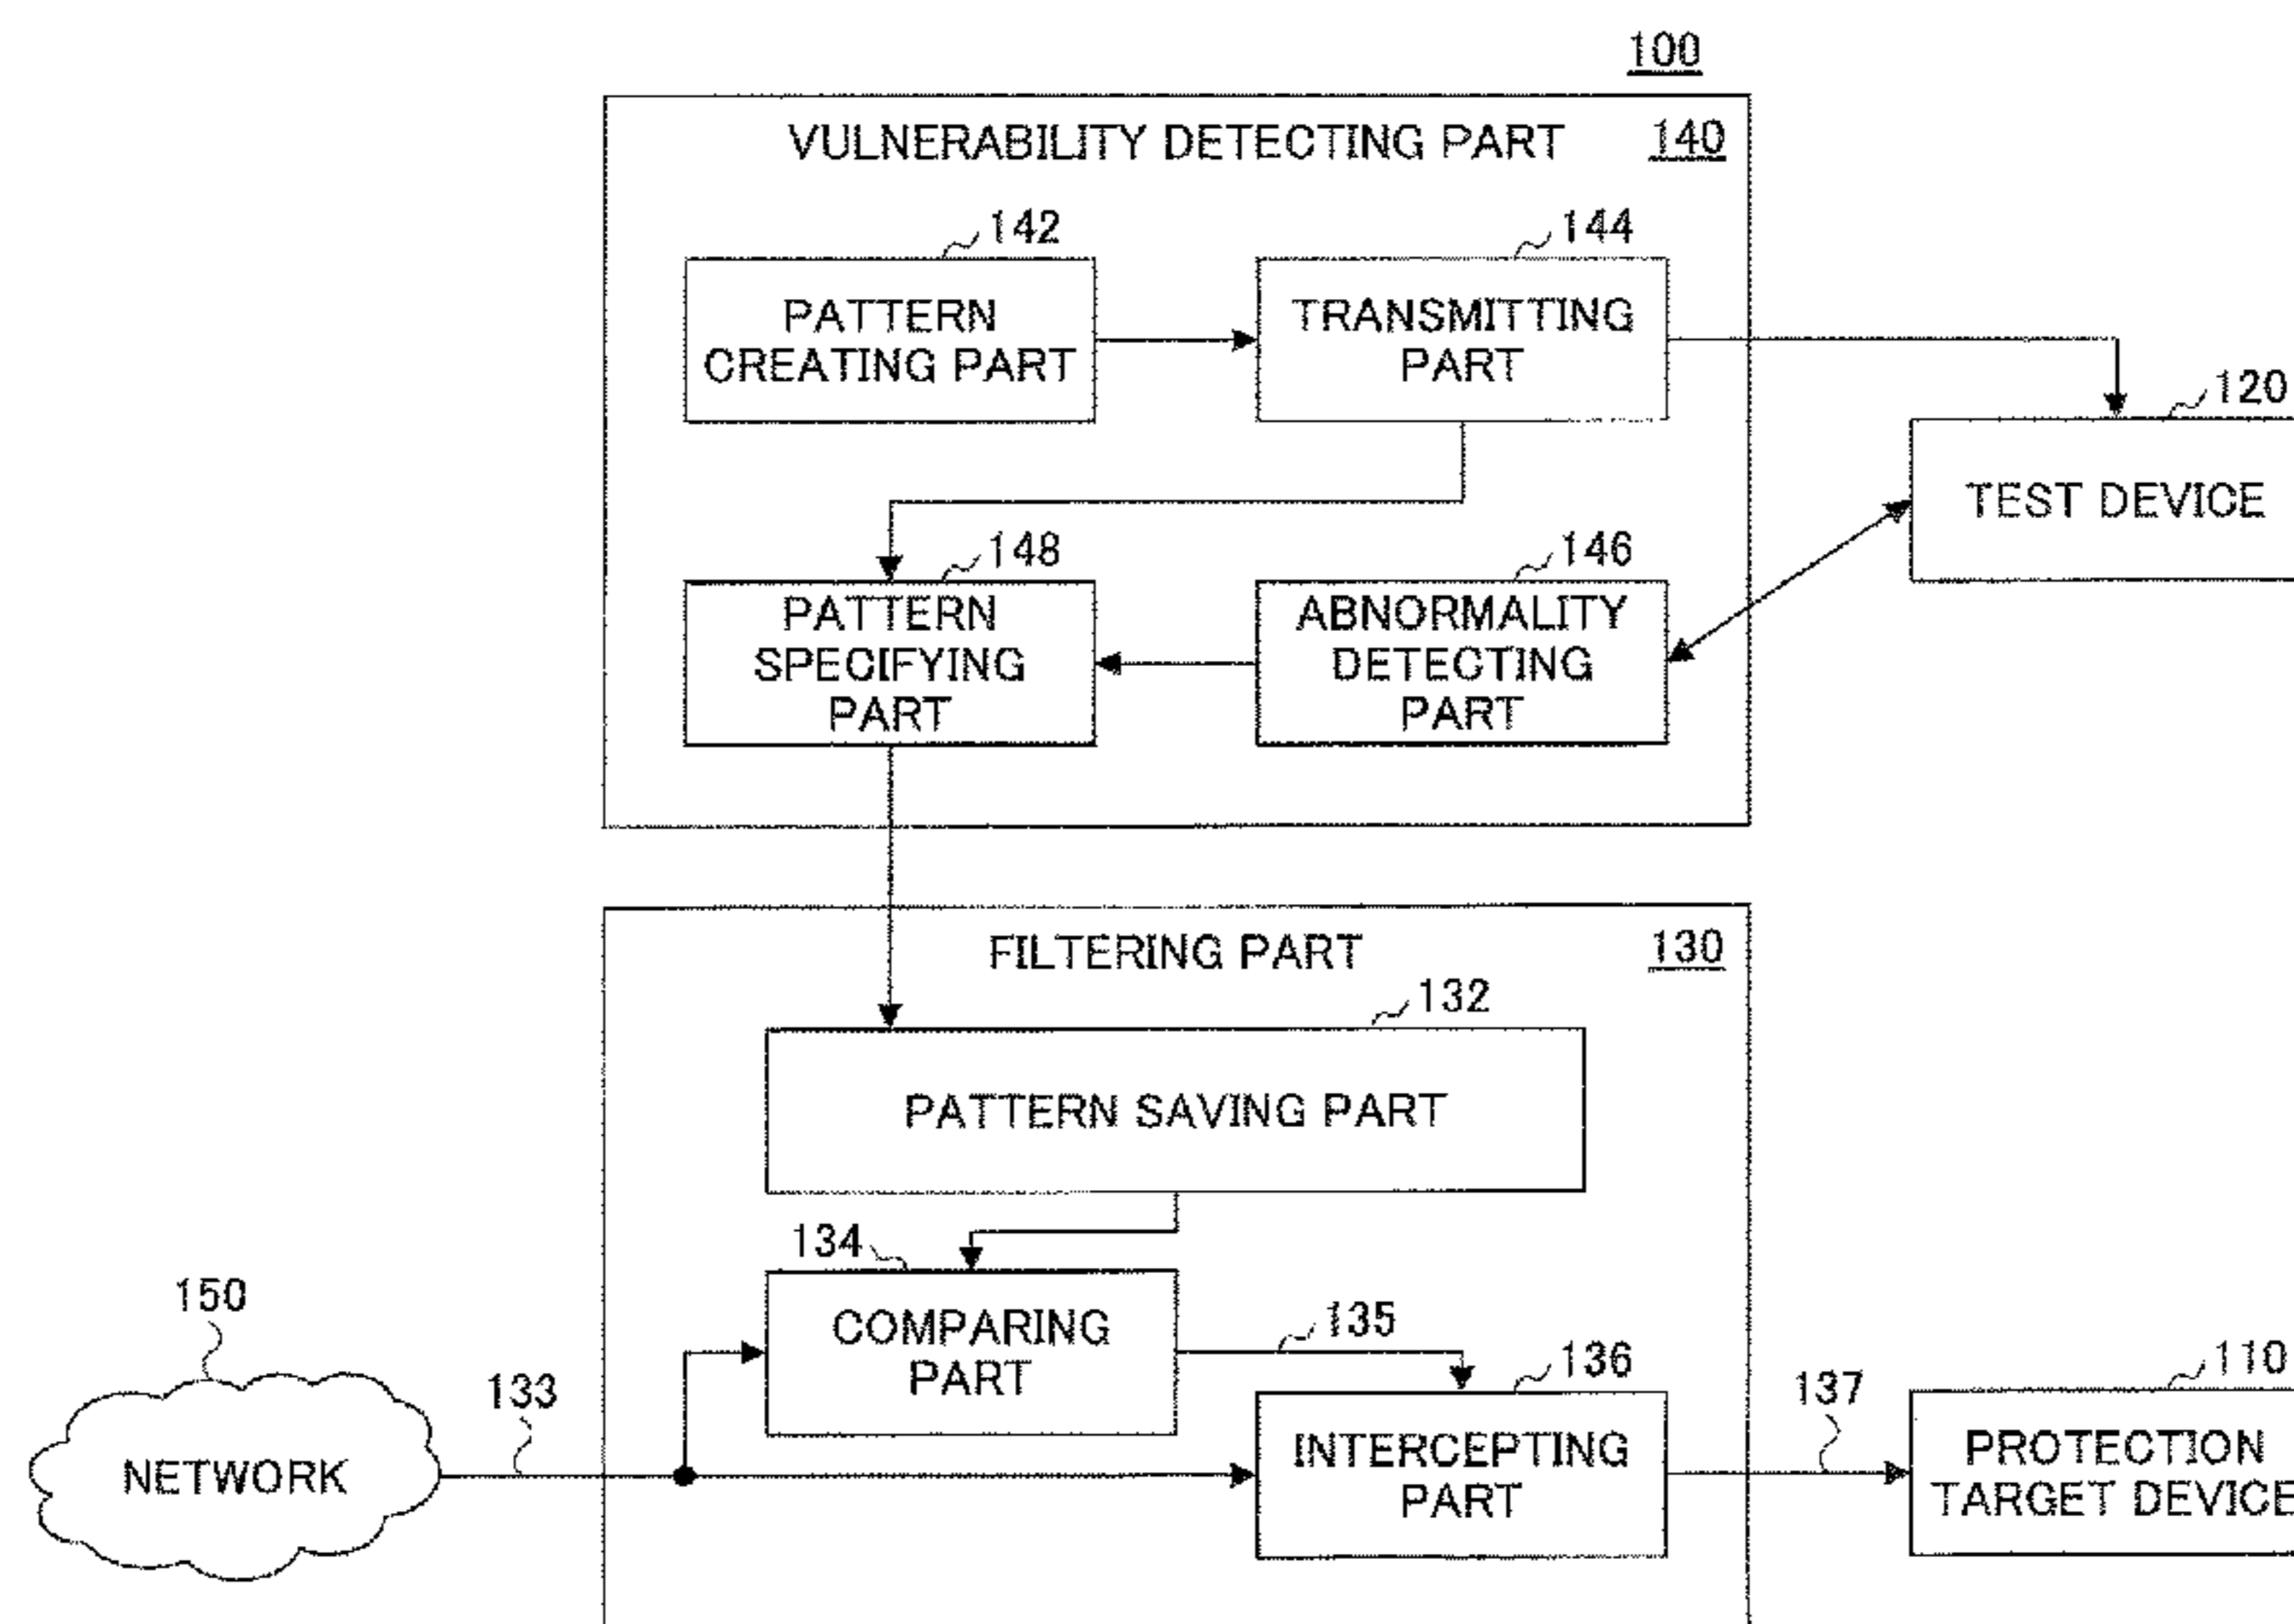 100
VULNERABILITY DETECTING PART
140
142
144
PATTERN
CREATING PART
TRANSMITTING
PART
120
TEST DEVICE
148
146
PATTERN
SPECIFYING
PART
ABNORMALITY
DETECTING
PART
FILTERING PART
130
132
PATTERN SAVING PART
134
150
COMPARING
PART
135
136
110
133
137
NETWORK
INTERCEPTING
PART
PROTECTION
TARGET DEVICE